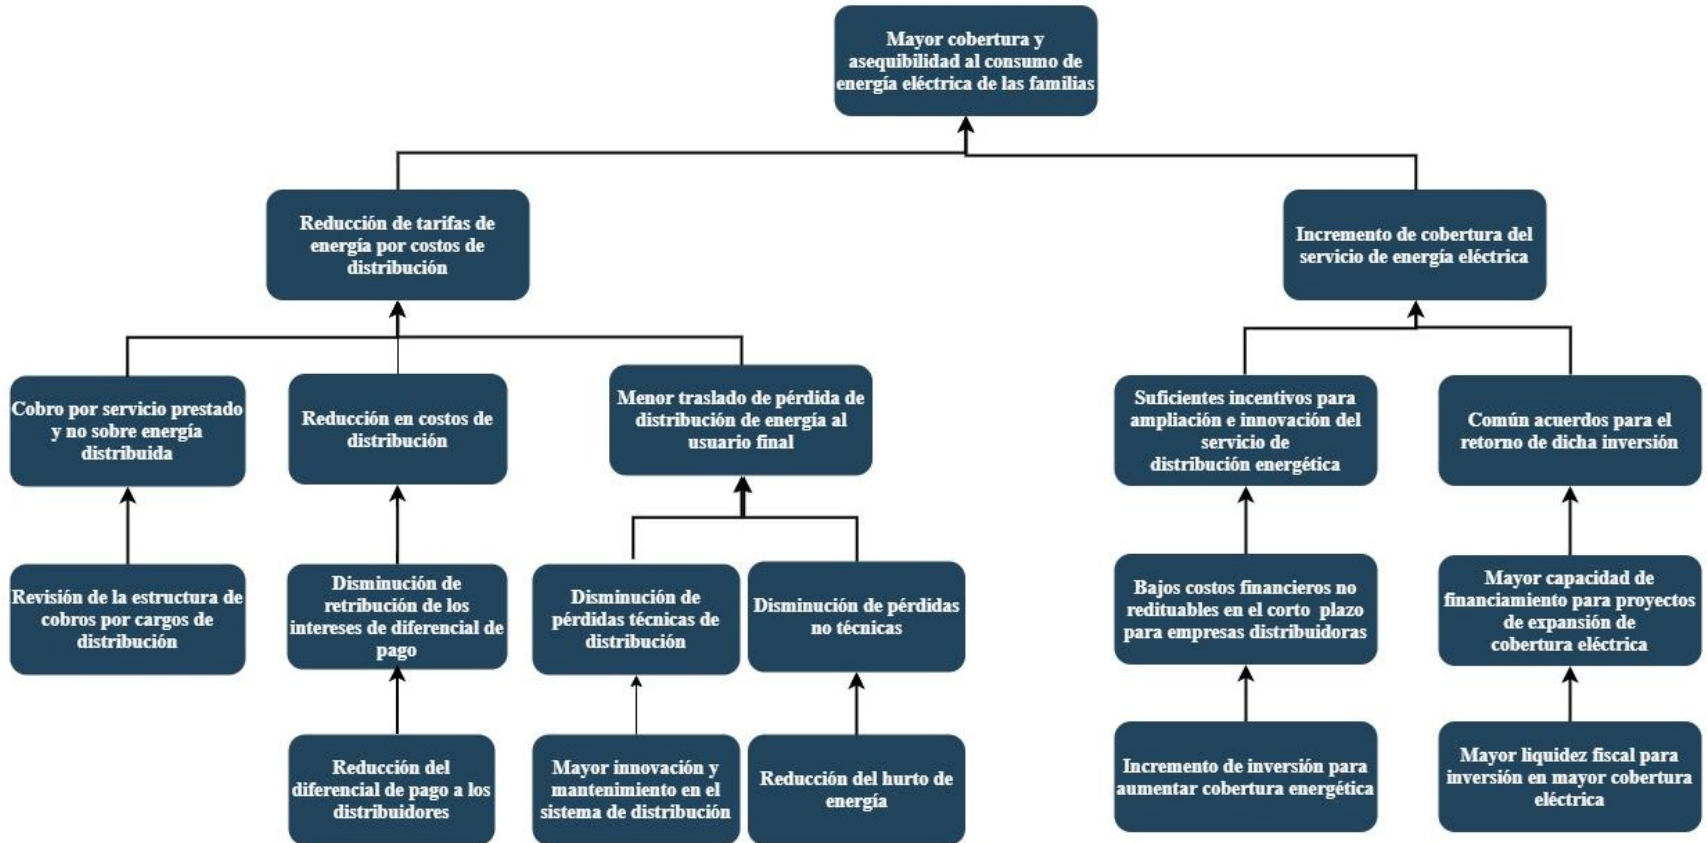 Mayor cobertura y
asequibilidad al consumo de
energía eléctrica de las familias
Reducción de tarifas de
energía por costos de
distribución
Incremento de cobertura del
servicio de energía eléctrica
Cobro por servicio prestado
y no sobre energía
distribuida
Reducción en costos de
distribución
Menor traslado de pérdida de
distribución de energía al
usuario final
Suficientes incentivos para
ampliación e innovación del
servicio de
distribución energética
Común acuerdos para el
retorno de dicha inversión
Revisión de la estructura de
cobros por cargos de
distribución
Disminución de
retribución de los
intereses de diferencial de
pago
Disminución de
pérdidas técnicas de
distribución
Disminución de pérdidas
no técnicas
Bajos costos financieros no
redituables en el corto plazo
para empresas distribuidoras
Mayor capacidad de
financiamiento para proyectos
de expansión de
cobertura eléctrica
Reducción del
diferencial de pago a los
distribuidores
Mayor innovación y
mantenimiento en el
sistema de distribución
Reducción del hurto de
energía
Incremento de inversión para
aumentar cobertura energética
Mayor liquidez fiscal para
inversión en mayor cobertura
eléctrica